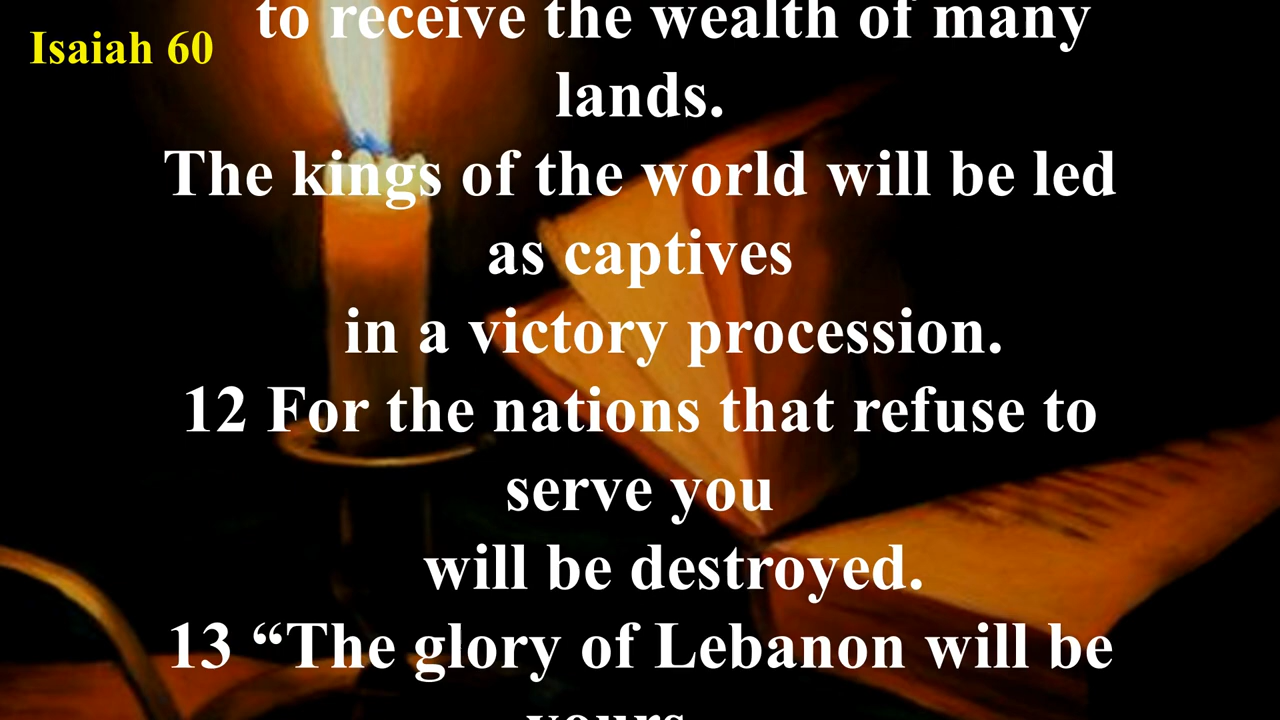 Isaiah 60
to receive the wealth of many
lands.
The kings of the world will be led
as captives
in a victory procession.
12 For the nations that refuse to
serve you
will be destroyed.
13 “The glory of Lebanon will be
yours